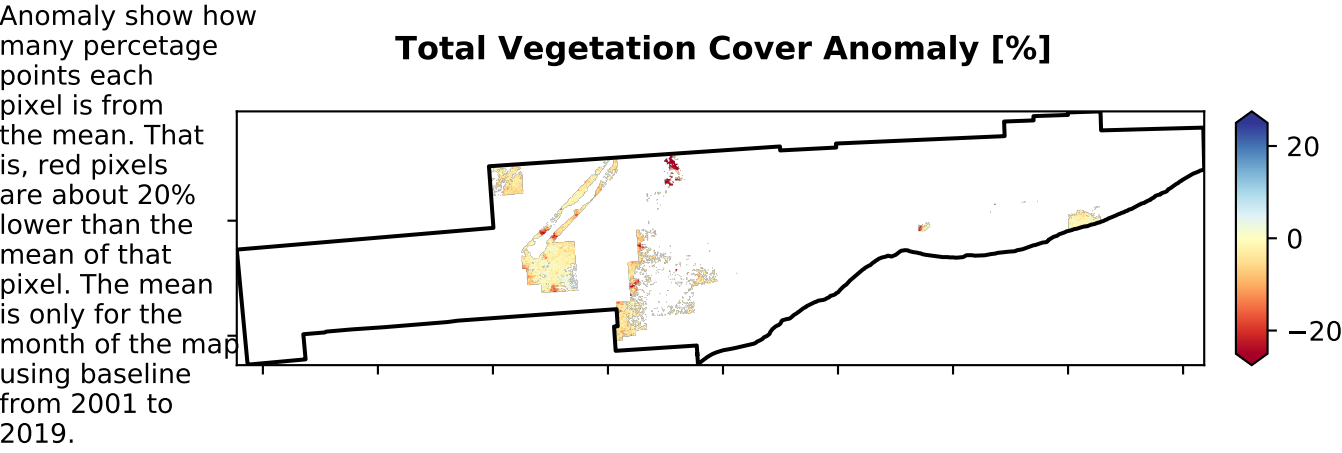 Anomaly show how
many percetage
points each
pixel is from
the mean. That
is, red pixels
are about 20%
lower than the
mean of that
pixel. The mean
is only for the
month of the map
using baseline
from 2001 to
2019.
Total Vegetation Cover Anomaly [%]
20
0
−20